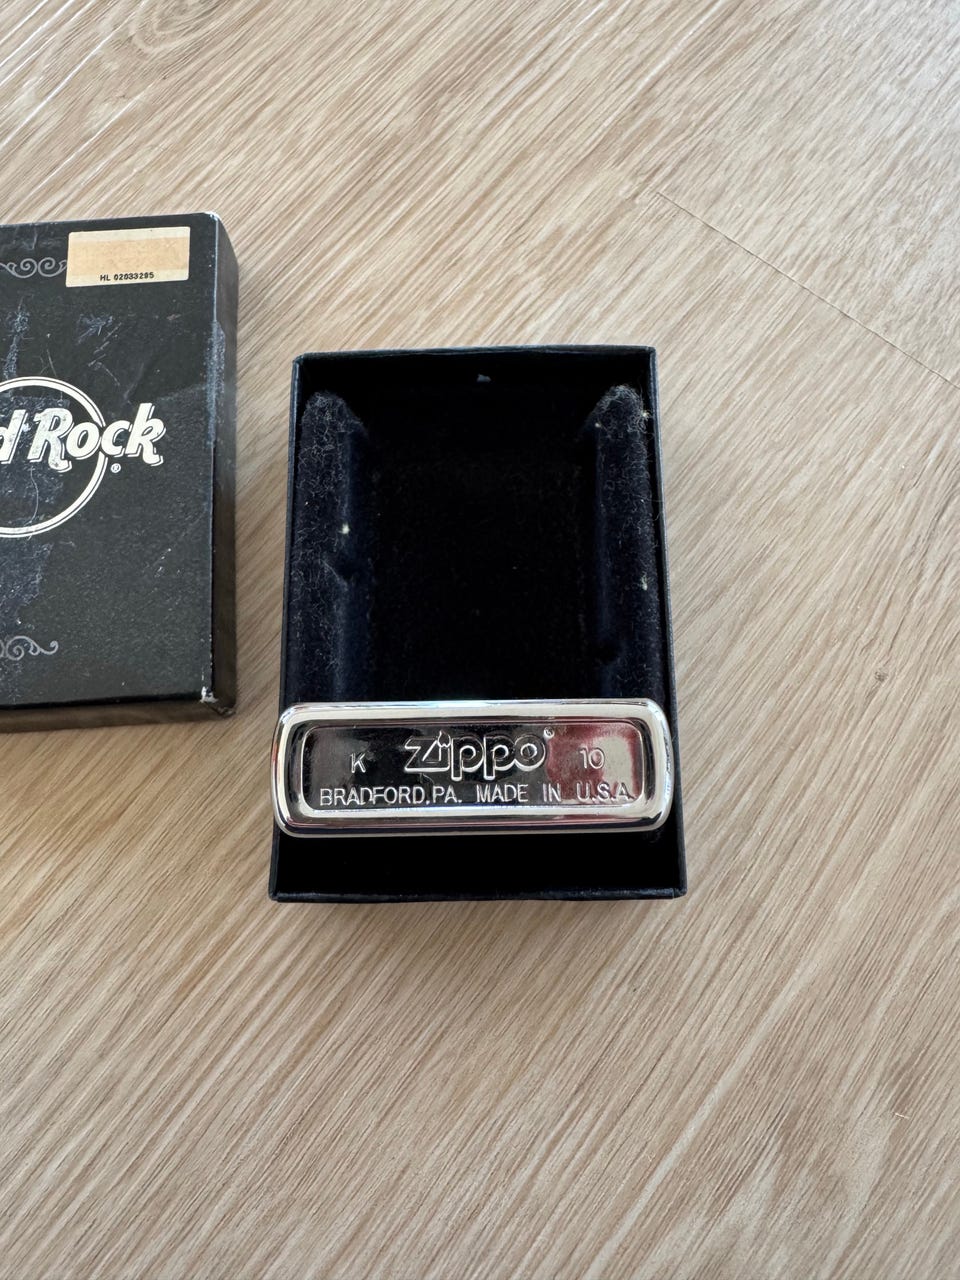 HL 02033295
d Rock
®
K Zippo® 10
BRADFORD,PA. MADE IN U.S.A.